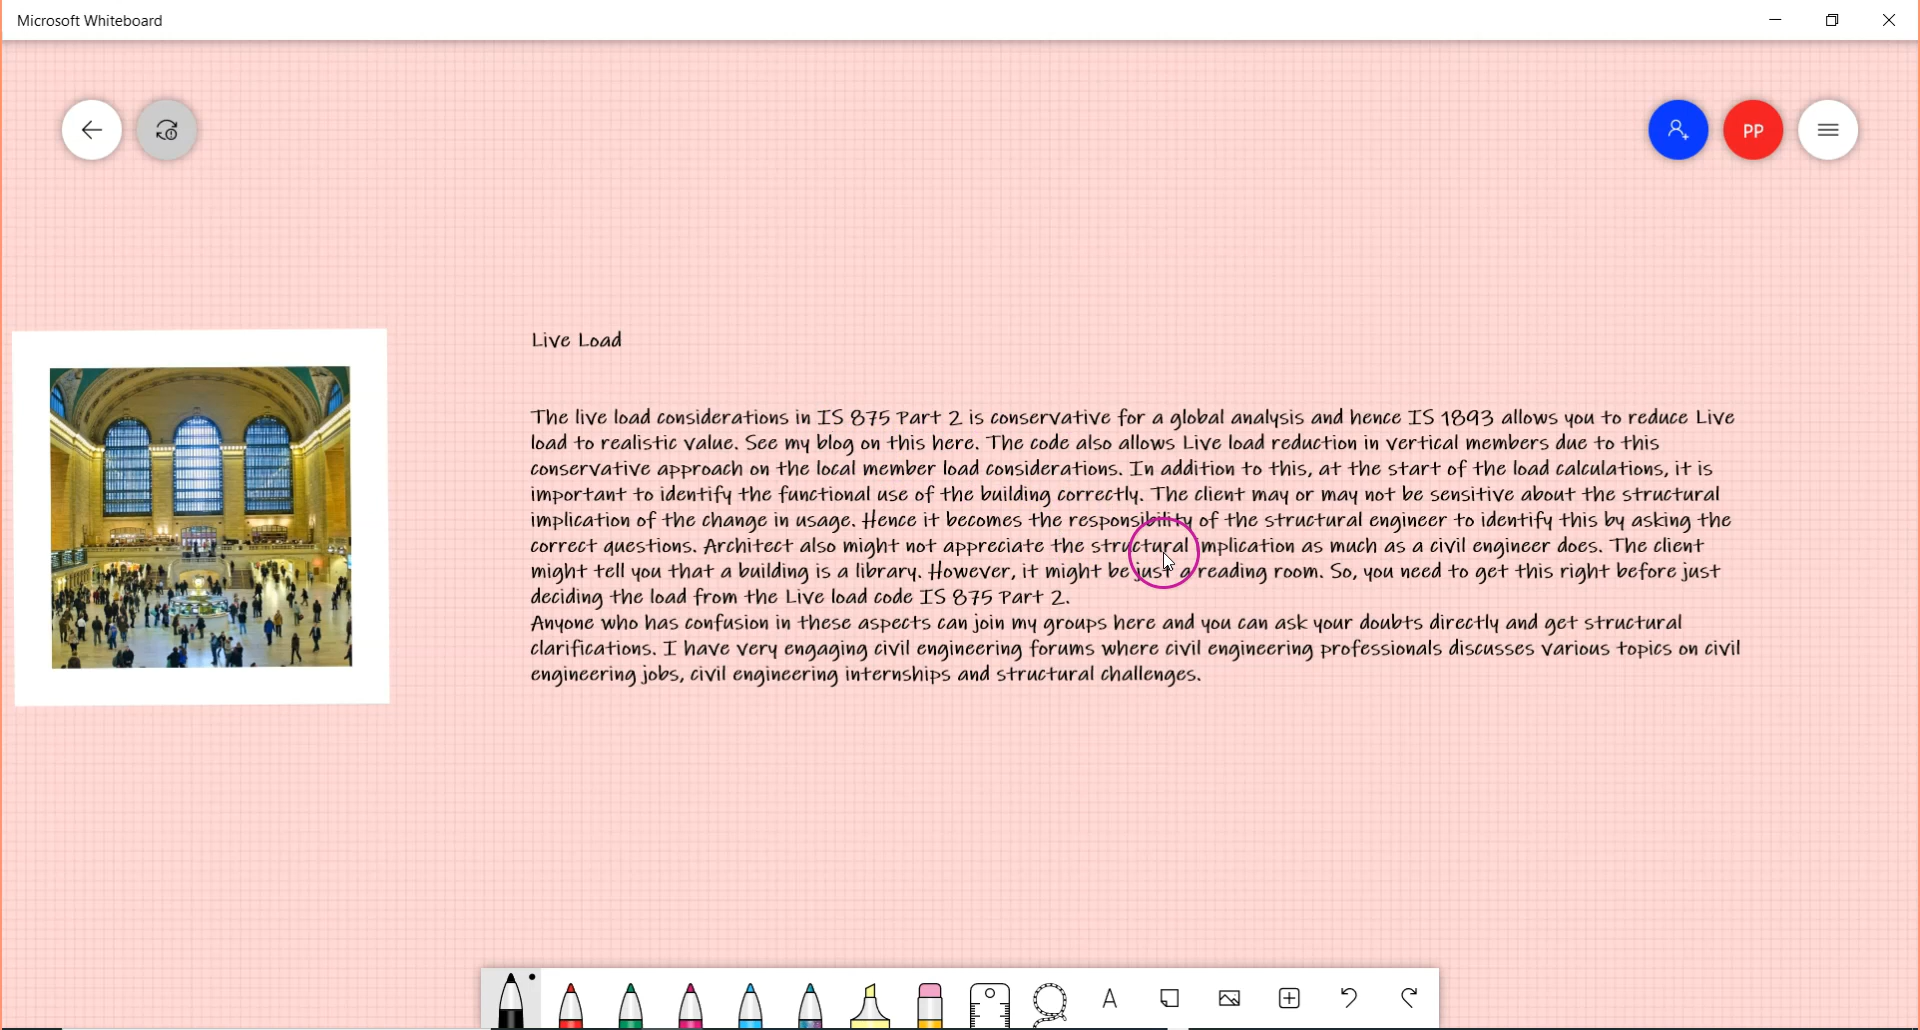 Microsoft Whiteboard
PP
Live Load
The live load considerations in IS 875 Part 2 is conservative for a global analysis and hence IS 1893 allows you to reduce Live
load to realistic value. See my blog on this here. The code also allows Live load reduction in vertical members due to this
conservative approach on the local member load considerations. In addition to this, at the start of the load calculations, it is
important to identify the functional use of the building correctly. The client may or may not be sensitive about the structural
implication of the change in usage. Hence it becomes the responsibility of the structural engineer to identify this by asking the
correct questions. Architect also might not appreciate the structural implication as much as a civil engineer does. The client
might tell you that a building is a library. However, it might be just a reading room. So, you need to get this right before just
deciding the load from the Live load code IS 875 Part 2.
Anyone who has confusion in these aspects can join my groups here and you can ask your doubts directly and get structural
clarifications. I have very engaging civil engineering forums where civil engineering professionals discusses various topics on civil
engineering jobs, civil engineering internships and structural challenges.
A